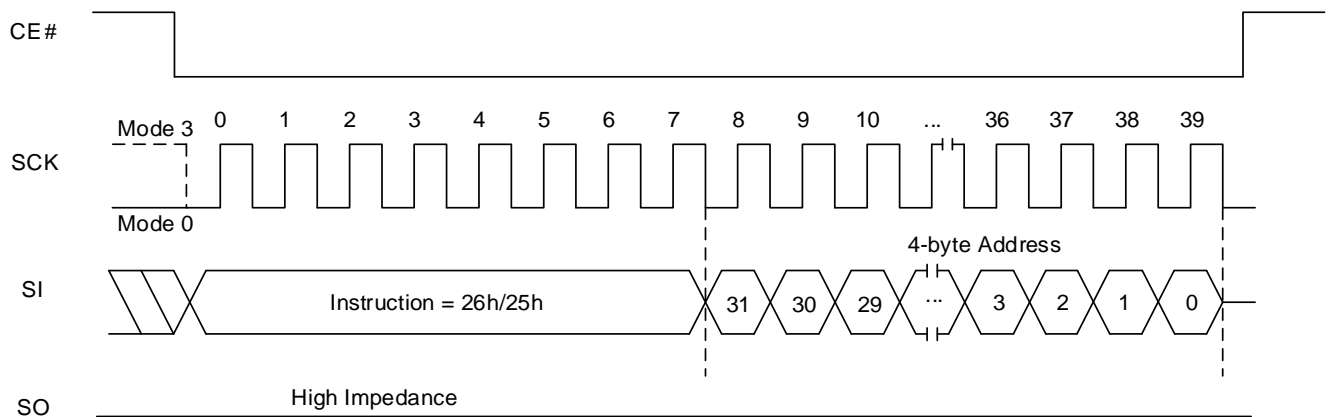 CE#
0 1 2 3 4 5 6 7 8 9 10 ... 36 37 38 39
Mode 3
SCK
Mode 0
4-byte Address
SI
Instruction = 26h/25h 31 30 29 ... 3 2 1 0
High Impedance
SO